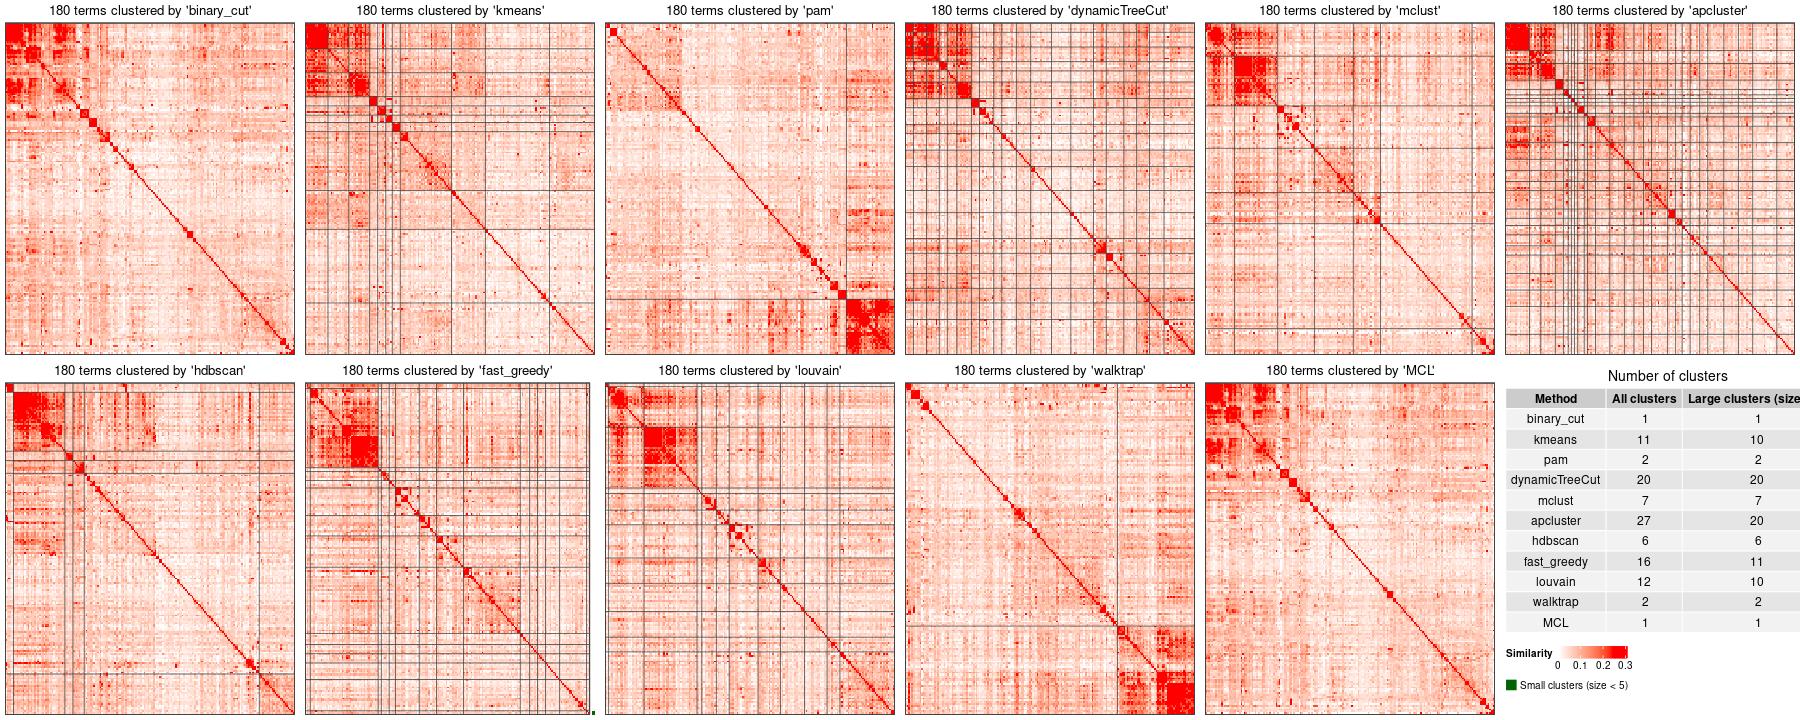 180 terms clustered by 'binary_cut'
180 terms clustered by 'kmeans'
180 terms clustered by 'pam'
180 terms clustered by 'dynamicTreeCut'
180 terms clustered by 'mclust'
180 terms clustered by 'apcluster'
180 terms clustered by 'hdbscan'
180 terms clustered by 'fast_greedy'
180 terms clustered by 'louvain'
180 terms clustered by 'walktrap'
180 terms clustered by 'MCL'
Number of clusters
Method All clusters Large clusters (size
binary_cut 1 1
kmeans 11 10
pam 2 2
dynamicTreeCut 20 20
mclust 7 7
apcluster 27 20
hdbscan 6 6
fast_greedy 16 11
louvain 12 10
walktrap 2 2
MCL 1 1
Similarity
0 0.1 0.2 0.3
Small clusters (size < 5)